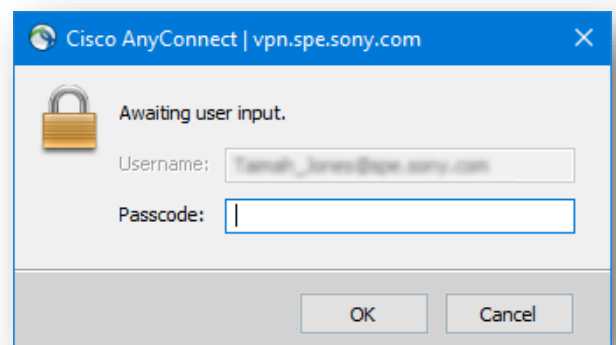 Cisco AnyConnect | vpn.spe.sony.com
Awaiting user input.
Username:
Passcode:
OK Cancel